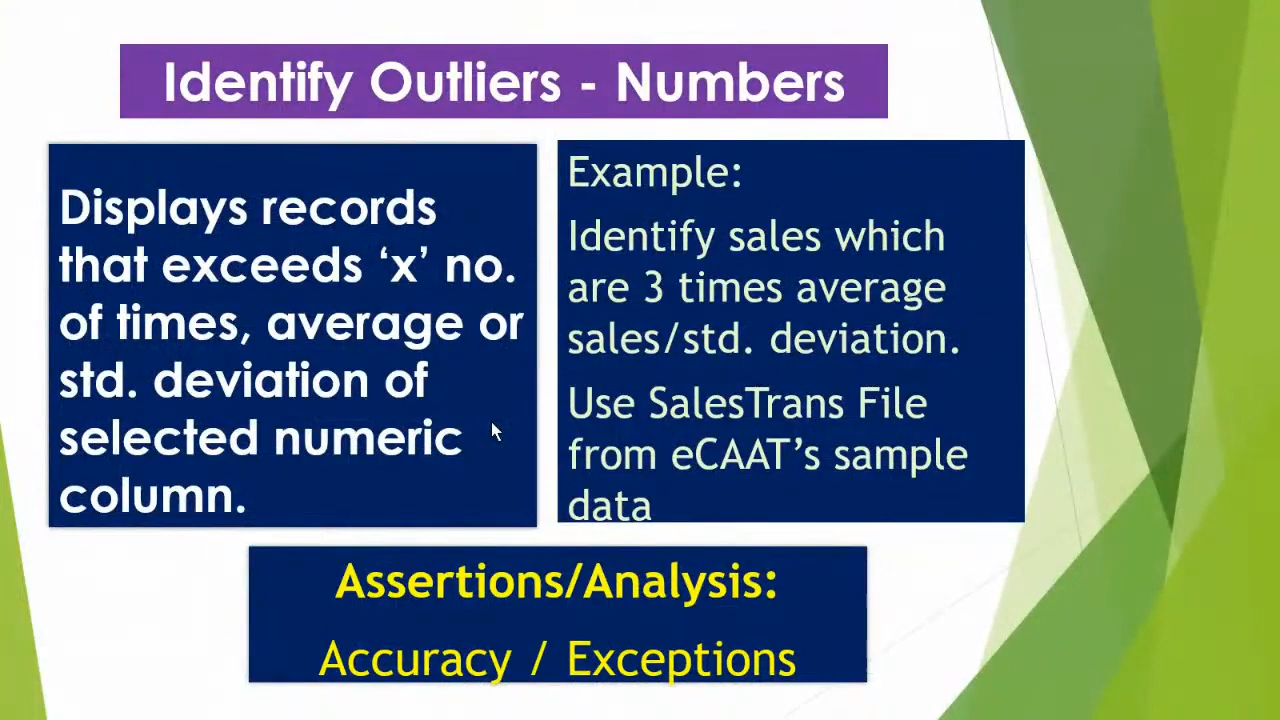 Identify Outliers - Numbers
Displays records
that exceeds ‘x’ no.
of times, average or
std. deviation of
selected numeric
column.
Example:
Identify sales which
are 3 times average
sales/std. deviation.
Use SalesTrans File
from eCAAT’s sample
data
Assertions/Analysis:
Accuracy / Exceptions